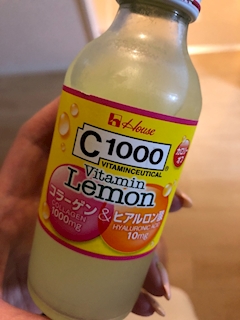 House
C1000
VITAMINCEUTICAL
Vitamin
Lemon
コラーゲン
COLLAGEN
1000mg
&
ヒアルロン酸
HYALURONIC ACID
10mg